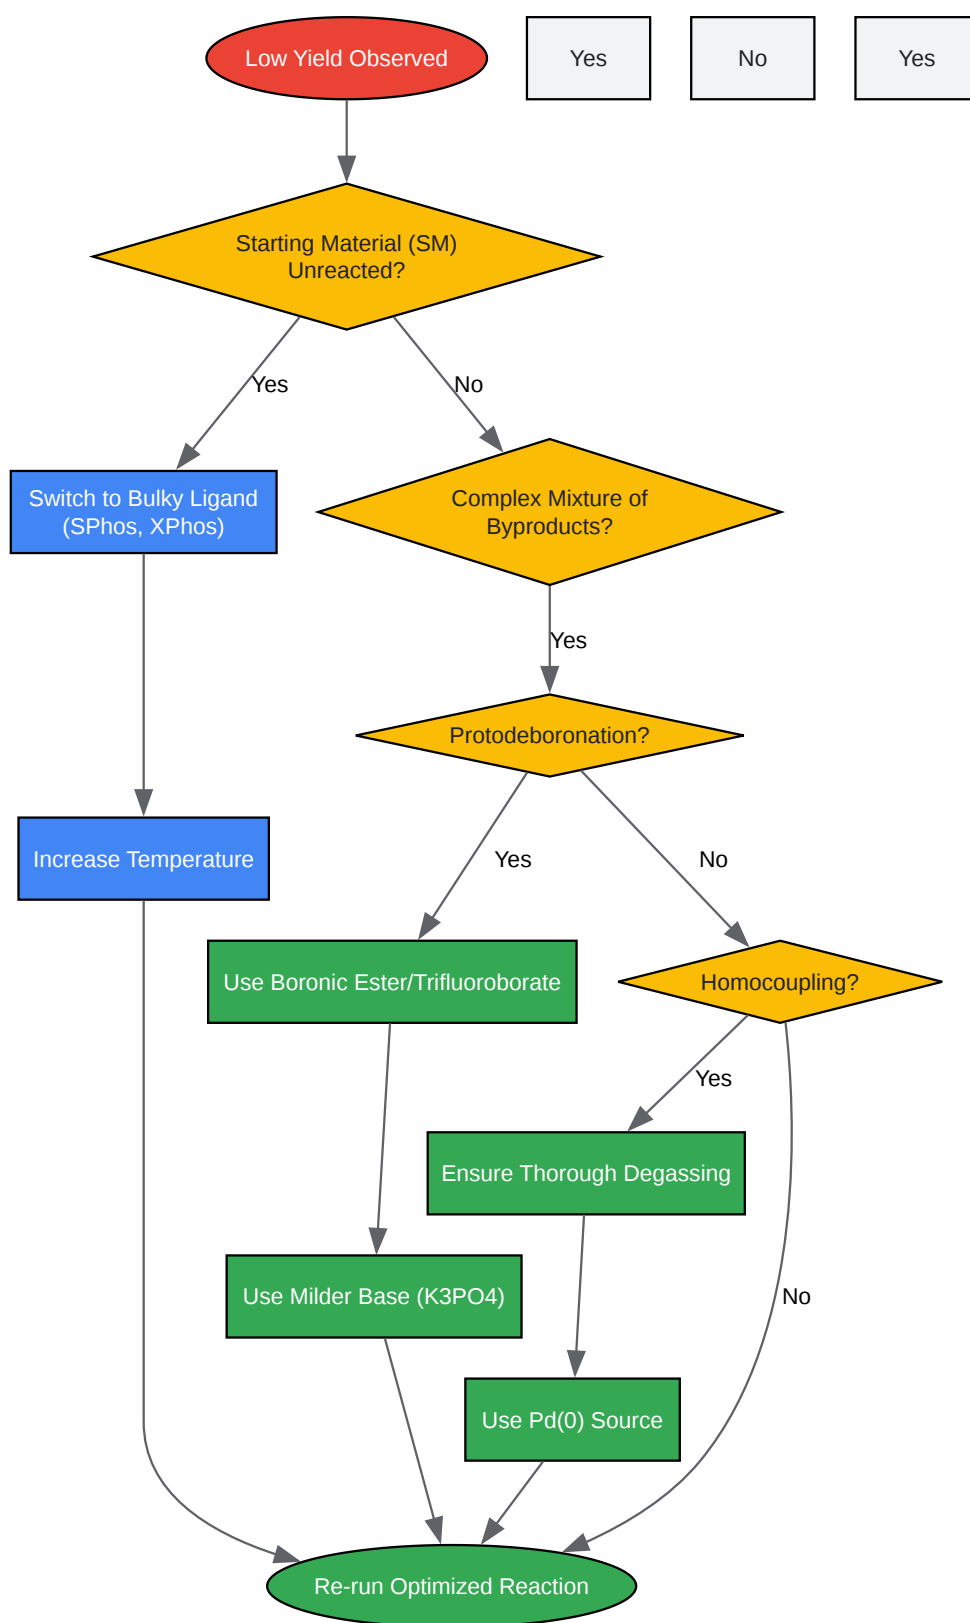 Low Yield Observed
Yes
No
Yes
Starting Material (SM)
Unreacted?
Yes
No
Switch to Bulky Ligand
(SPhos, XPhos)
Complex Mixture of
Byproducts?
Yes
Protodeboronation?
Increase Temperature
Yes
No
Use Boronic Ester/Trifluoroborate
Homocoupling?
Yes
Ensure Thorough Degassing
Use Milder Base (K3PO4)
No
Use Pd(0) Source
Re-run Optimized Reaction